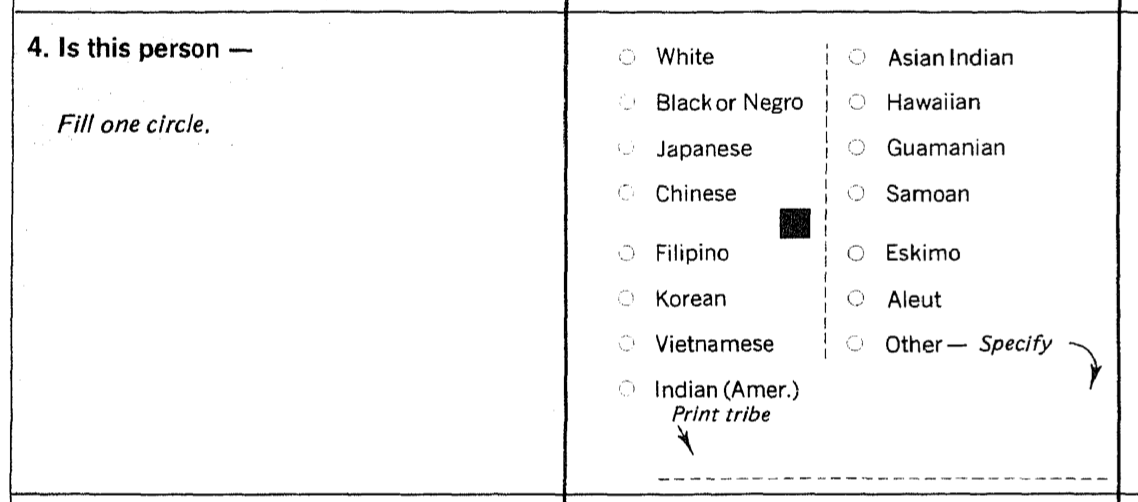 4. Is this person —
Fill one circle.
White
Black or Negro
Japanese
Chinese
Filipino
Korean
Vietnamese
Indian (Amer.)
Print tribe
Asian Indian
Hawaiian
Guamanian
Samoan
Eskimo
Aleut
Other — Specify